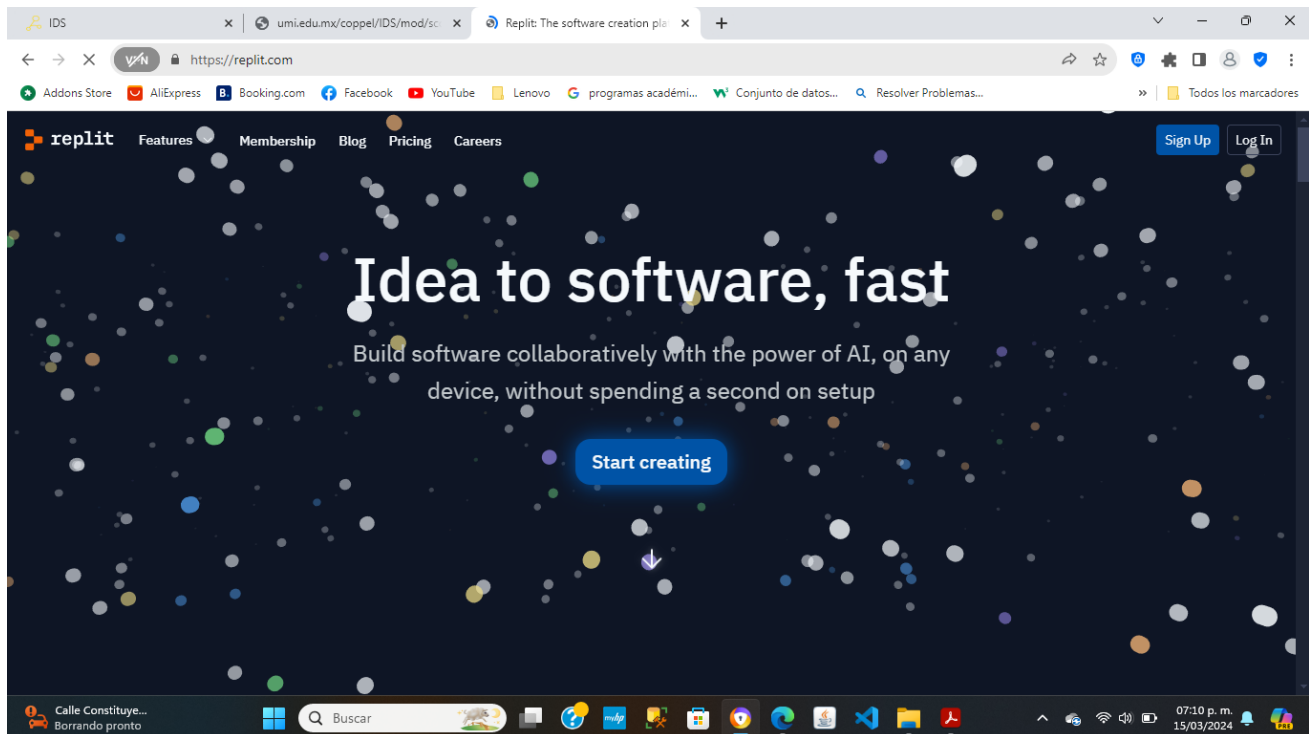 IDS
umi.edu.mx/coppel/IDS/mod/sc
Replit: The software creation pla
VPN
https://replit.com
Addons Store
AliExpress
B.
Booking.com
Facebook
YouTube
Lenovo
G
programas académi...
Conjunto de datos...
Resolver Problemas...
»
Todos los marcadores
replit
Features
Membership
Blog
Pricing
Careers
Sign Up
Log In
Idea to software, fast
Build software collaboratively with the power of AI, on any
device, without spending a second on setup
Start creating
Calle Constituye...
Borrando pronto
Buscar
mbp
07:10 p. m.
15/03/2024
PRE